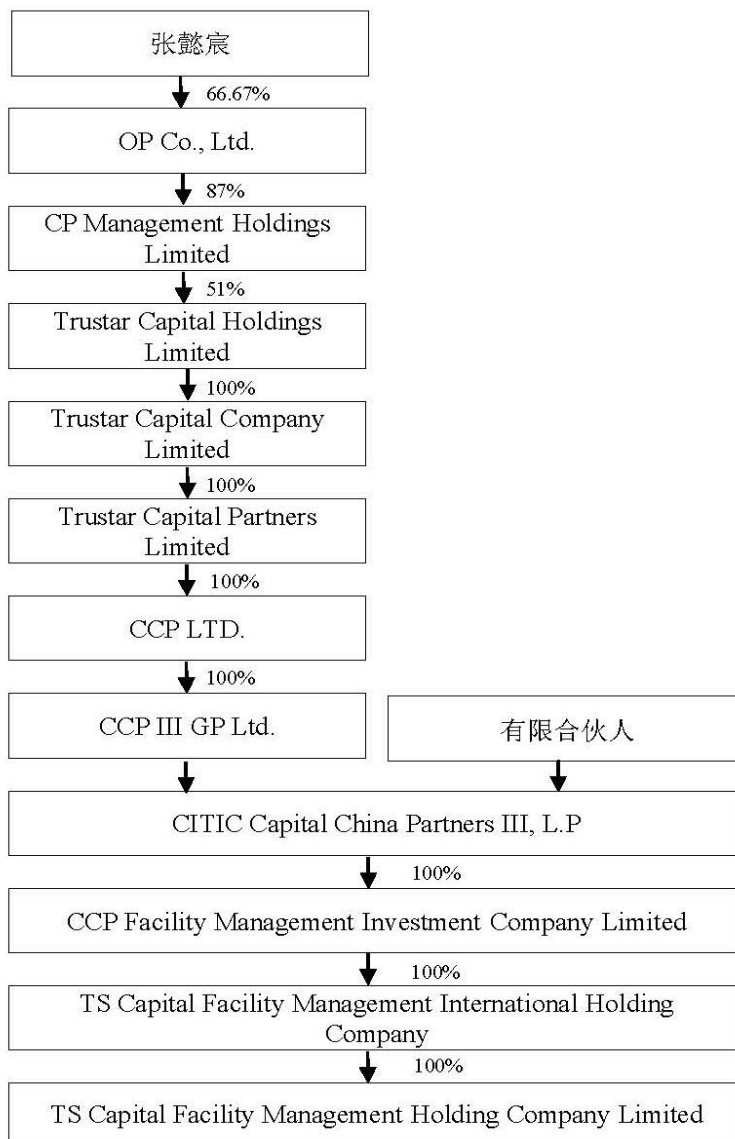 张懿宸
66.67%
OP Co., Ltd.
87%
CP Management Holdings
Limited
51%
Trustar Capital Holdings
Limited
100%
Trustar Capital Company
Limited
100%
Trustar Capital Partners
Limited
100%
CCP LTD.
100%
CCP III GP Ltd.
有限合伙人
CITIC Capital China Partners III, L.P
100%
CCP Facility Management Investment Company Limited
100%
TS Capital Facility Management International Holding
Company
100%
TS Capital Facility Management Holding Company Limited